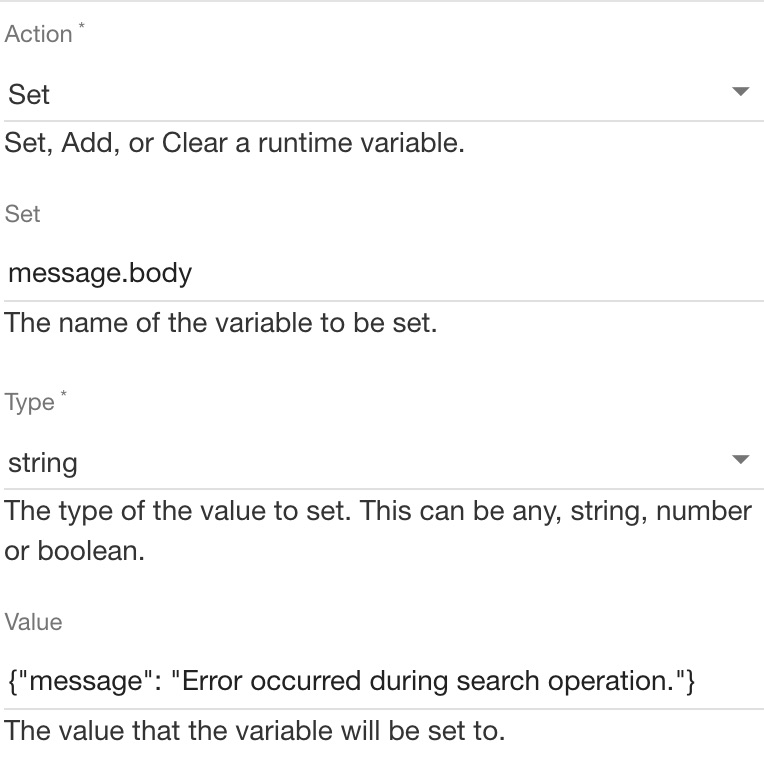 Action *
Set
Set, Add, or Clear a runtime variable.
Set
message.body
The name of the variable to be set.
Type *
string
The type of the value to set. This can be any, string, number
or boolean.
Value
{"message": "Error occurred during search operation."}
The value that the variable will be set to.